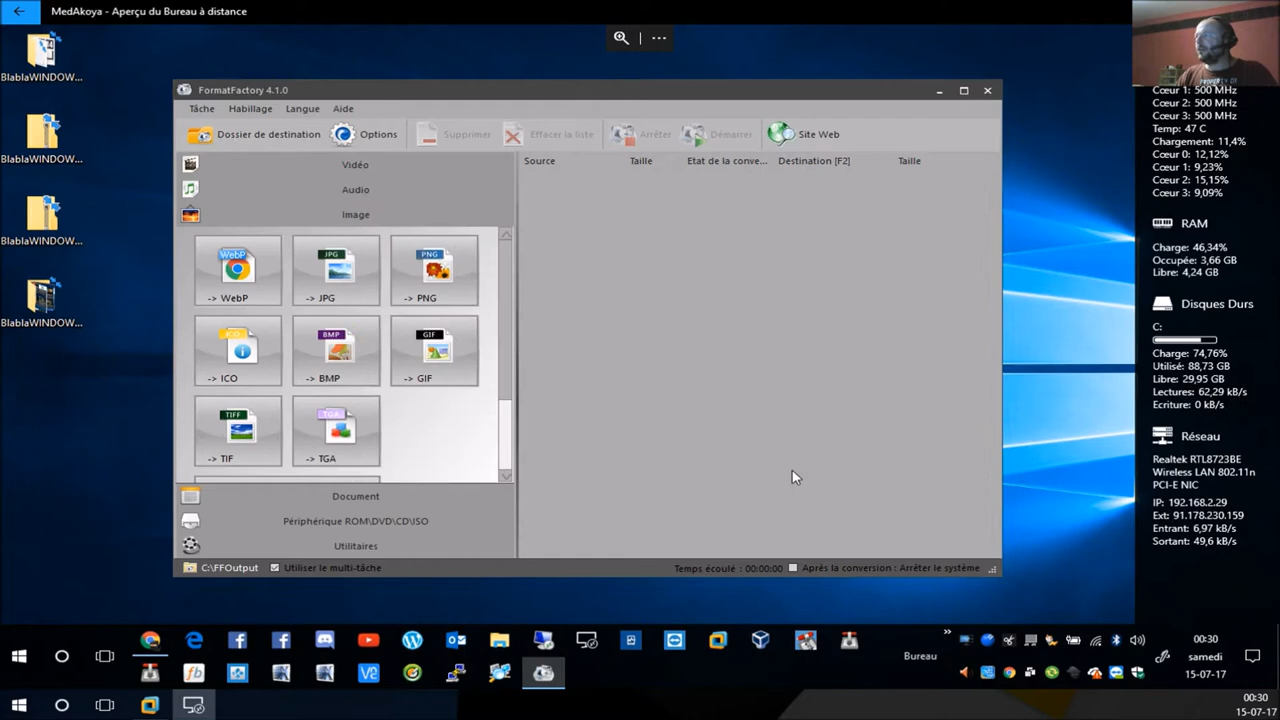 MedAkoya - Aperçu du Bureau à distance
BlablaWINDOW...
BlablaWINDOW...
BlablaWINDOW...
BlablaWINDOW...
FormatFactory 4.1.0
Tâche Habillage Langue Aide
Dossier de destination Options Supprimer Effacer la liste Arrêter Démarrer Site Web
Vidéo
Audio
Image
Source Taille Etat de la conve... Destination [F2] Taille
WebP JPG PNG
-> WebP -> JPG -> PNG
ICO BMP GIF
-> ICO -> BMP -> GIF
TIFF TGA
-> TIF -> TGA
Document
Périphérique ROM\DVD\CD\ISO
Utilitaires
C:\FFOutput Utiliser le multi-tâche Temps écoulé : 00:00:00 Après la conversion : Arrêter le système
PROPERTY OF
Cœur 1: 500 MHz
Cœur 2: 500 MHz
Cœur 3: 500 MHz
Temp: 47 C
Chargement: 11,4%
Cœur 0: 12,12%
Cœur 1: 9,23%
Cœur 2: 15,15%
Cœur 3: 9,09%
RAM
Charge: 46,34%
Occupée: 3,66 GB
Libre: 4,24 GB
Disques Durs
C:
Charge: 74,76%
Utilisé: 88,73 GB
Libre: 29,95 GB
Lectures: 62,29 kB/s
Ecriture: 0 kB/s
Réseau
Realtek RTL8723BE
Wireless LAN 802.11n
PCI-E NIC
IP: 192.168.2.29
Ext: 91.178.230.159
Entrant: 6,97 kB/s
Sortant: 49,6 kB/s
Bureau
00:30
samedi
15-07-17
00:30
15-07-17